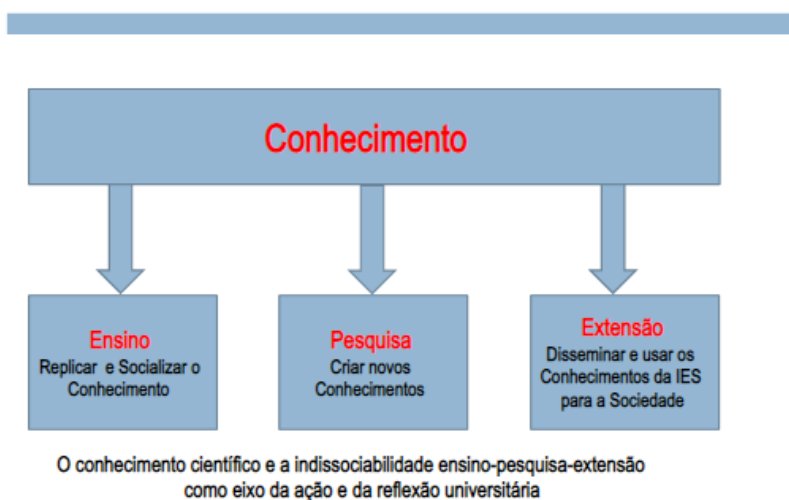 Conhecimento
Ensino
Replicar e Socializar o
Conhecimento
Pesquisa
Criar novos
Conhecimentos
Extensão
Disseminar e usar os
Conhecimentos da IES
para a Sociedade
O conhecimento científico e a indissociabilidade ensino-pesquisa-extensão
como eixo da ação e da reflexão universitária